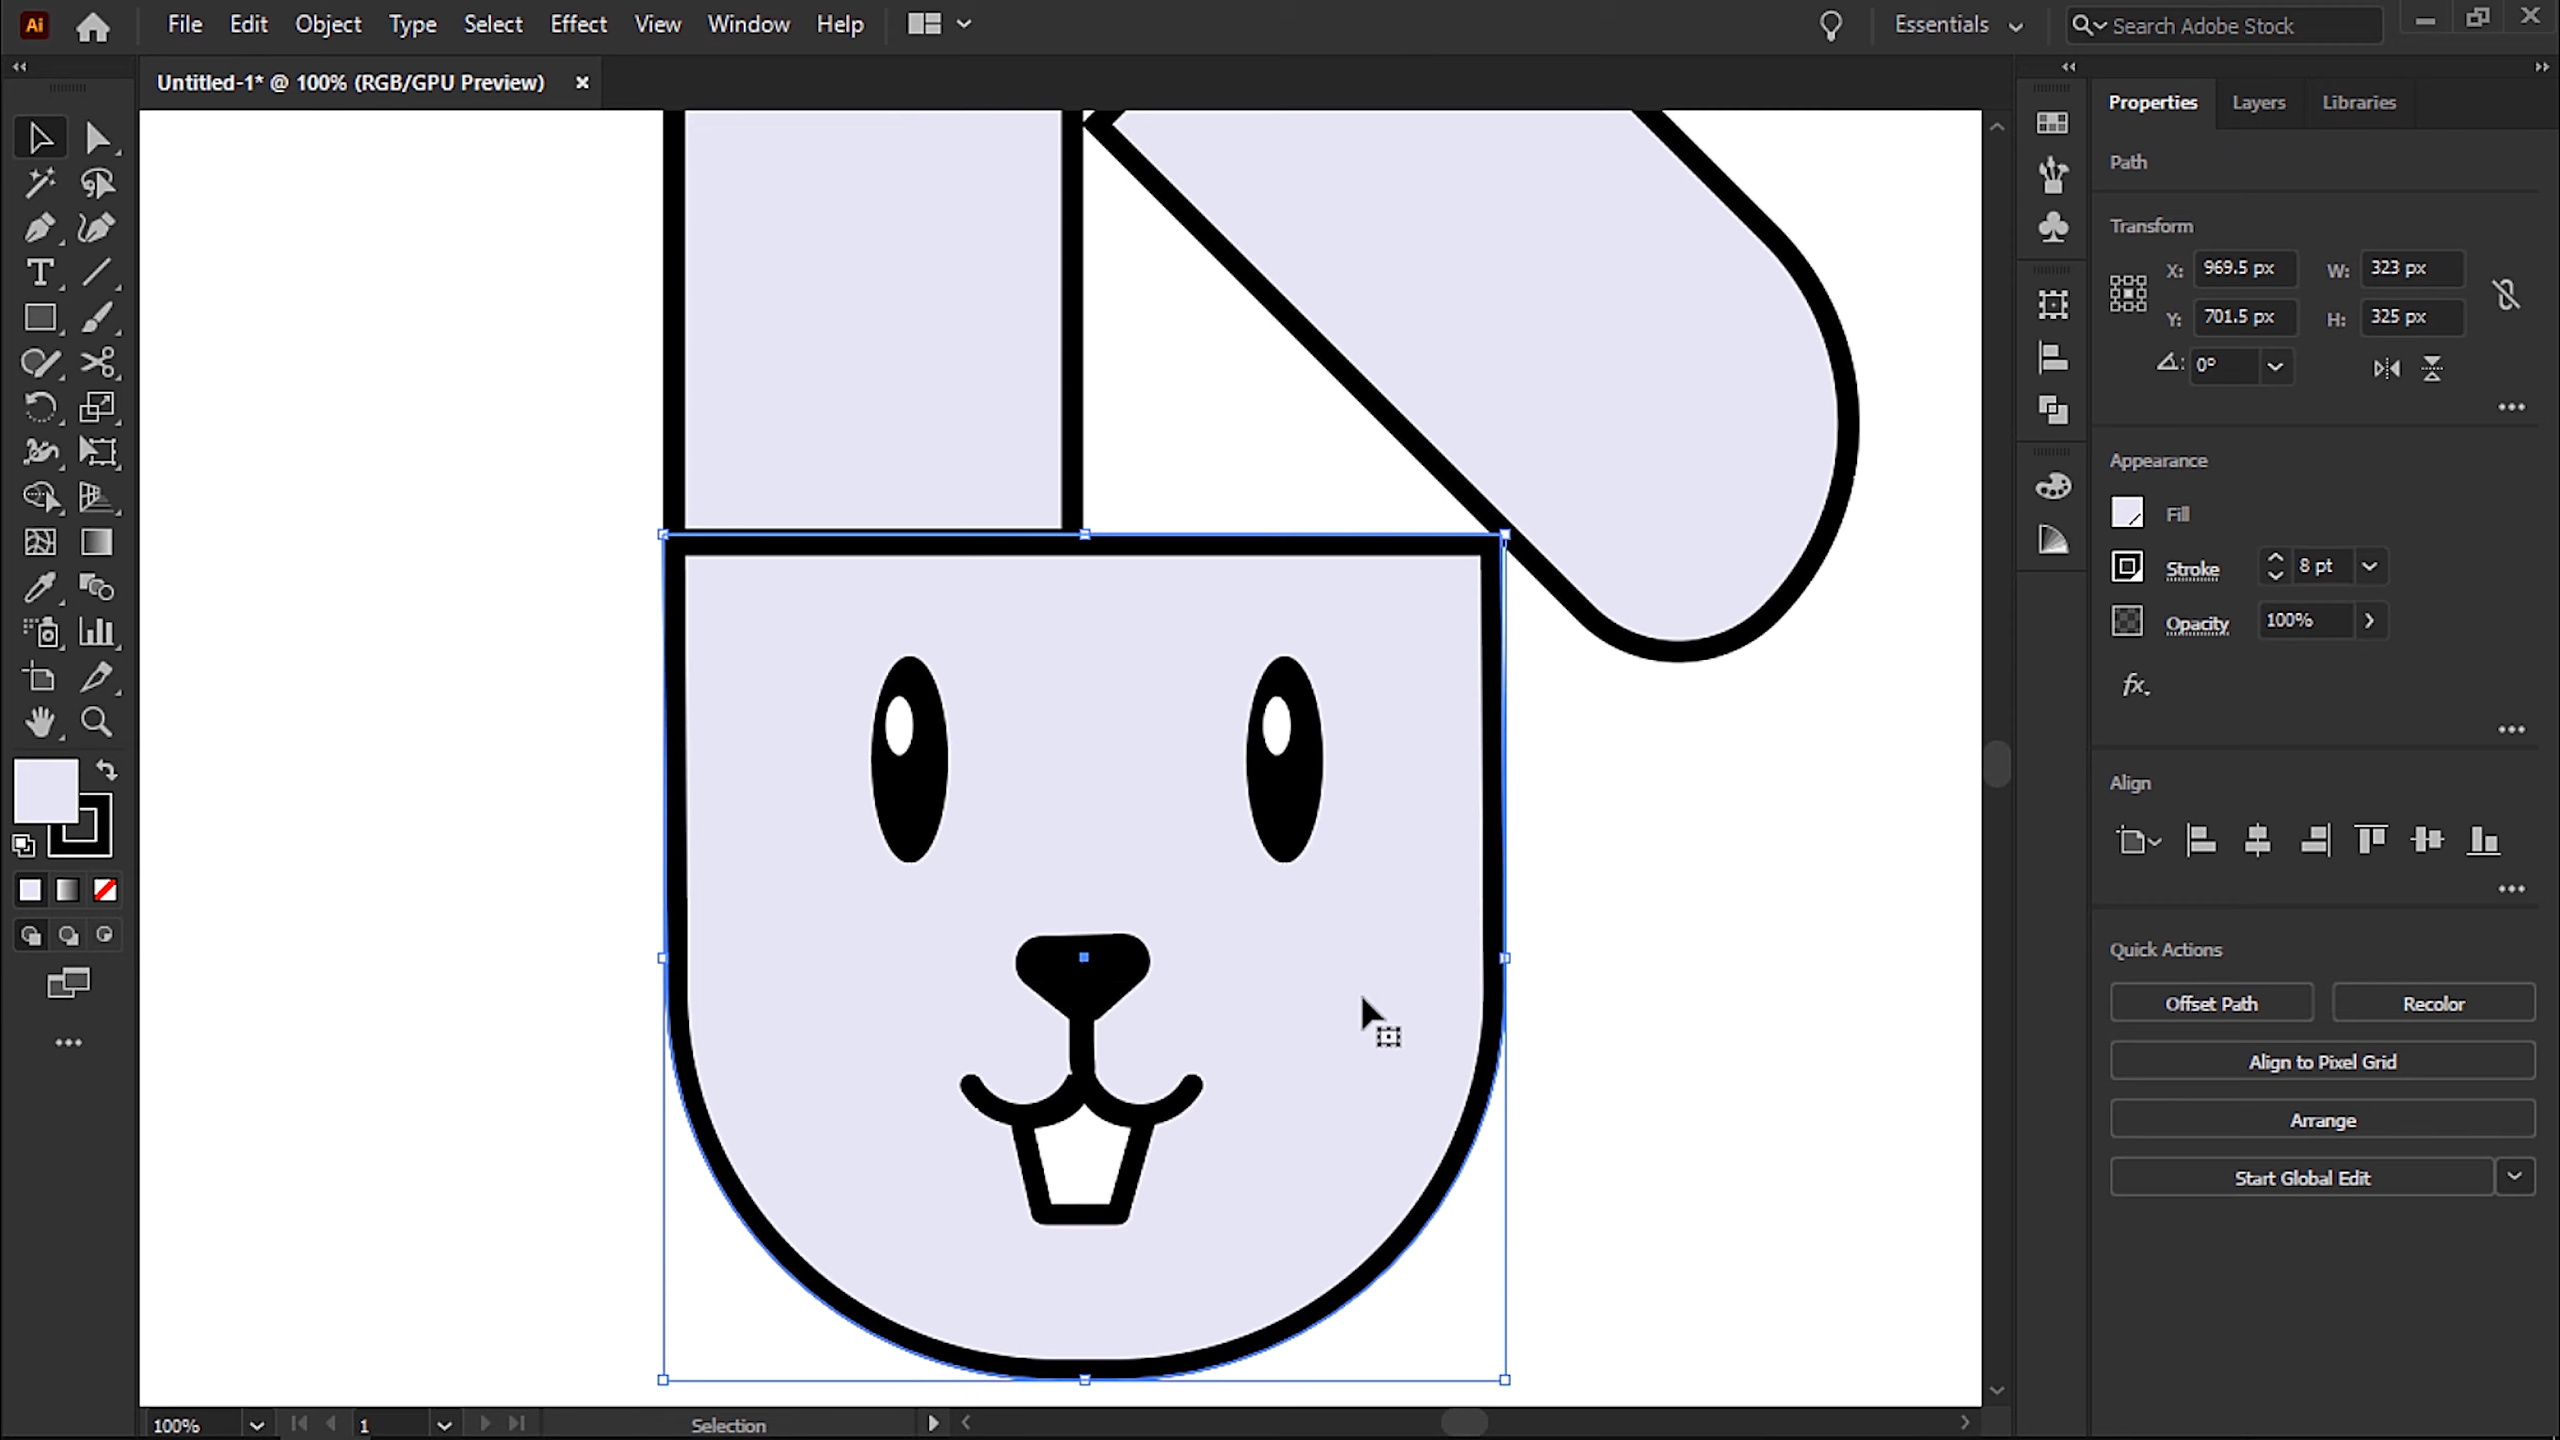 Ai File Edit Object Type Select Effect View Window Help Essentials Search Adobe Stock
Untitled-1* @ 100% (RGB/GPU Preview)
Properties Layers Libraries
Path
Transform
X: 969.5 px W: 323 px
Y: 701.5 px H: 325 px
0°
Appearance
Fill
Stroke 8 pt
Opacity 100%
fx
Align
Quick Actions
Offset Path Recolor
Align to Pixel Grid
Arrange
Start Global Edit
100% 1 Selection